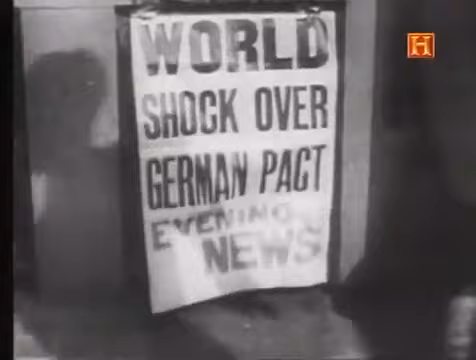 WORLD
SHOCK OVER
GERMAN PACT
EVENING
NEWS
H